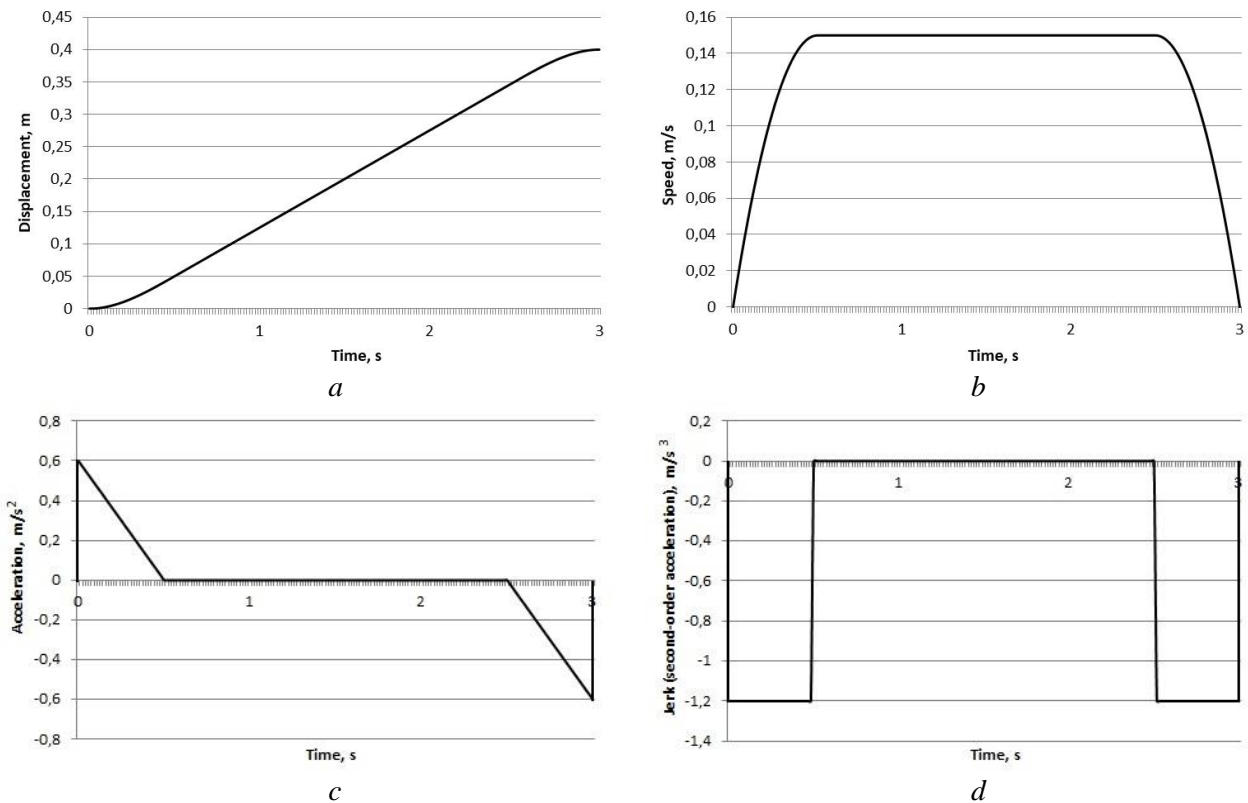 0,45
0,4
0,35
0,3
0,25
0,2
0,15
0,1
0,05
0
Displacement, m
0 1 2 3
Time, s
a
0,16
0,14
0,12
0,1
0,08
0,06
0,04
0,02
0
Speed, m/s
0 1 2 3
Time, s
b
0,8
0,6
0,4
0,2
0
-0,2
-0,4
-0,6
-0,8
Acceleration, m/s²
0 1 2 3
Time, s
c
0,2
0
-0,2
-0,4
-0,6
-0,8
-1
-1,2
-1,4
Jerk (second-order acceleration), m/s³
0 1 2 3
Time, s
d